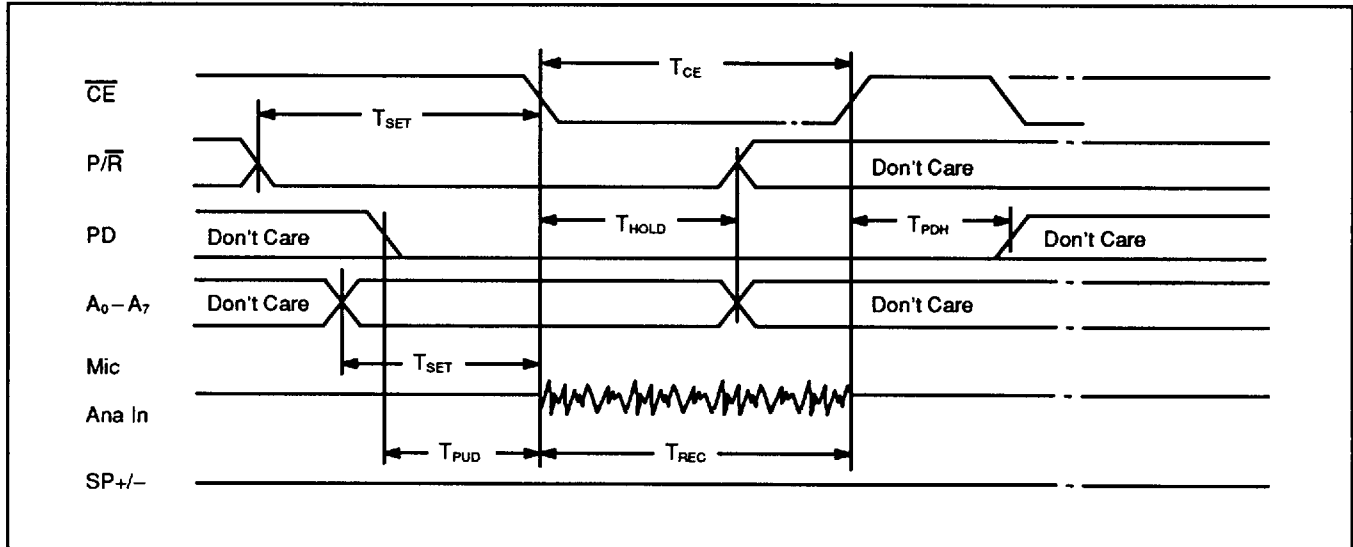 T_CE
C̅E̅
T_SET
P/R̅
Don't Care
T_HOLD
T_PDH
PD
Don't Care
Don't Care
A₀–A₇
Don't Care
Don't Care
Mic
T_SET
Ana In
T_PUD
T_REC
SP+/–